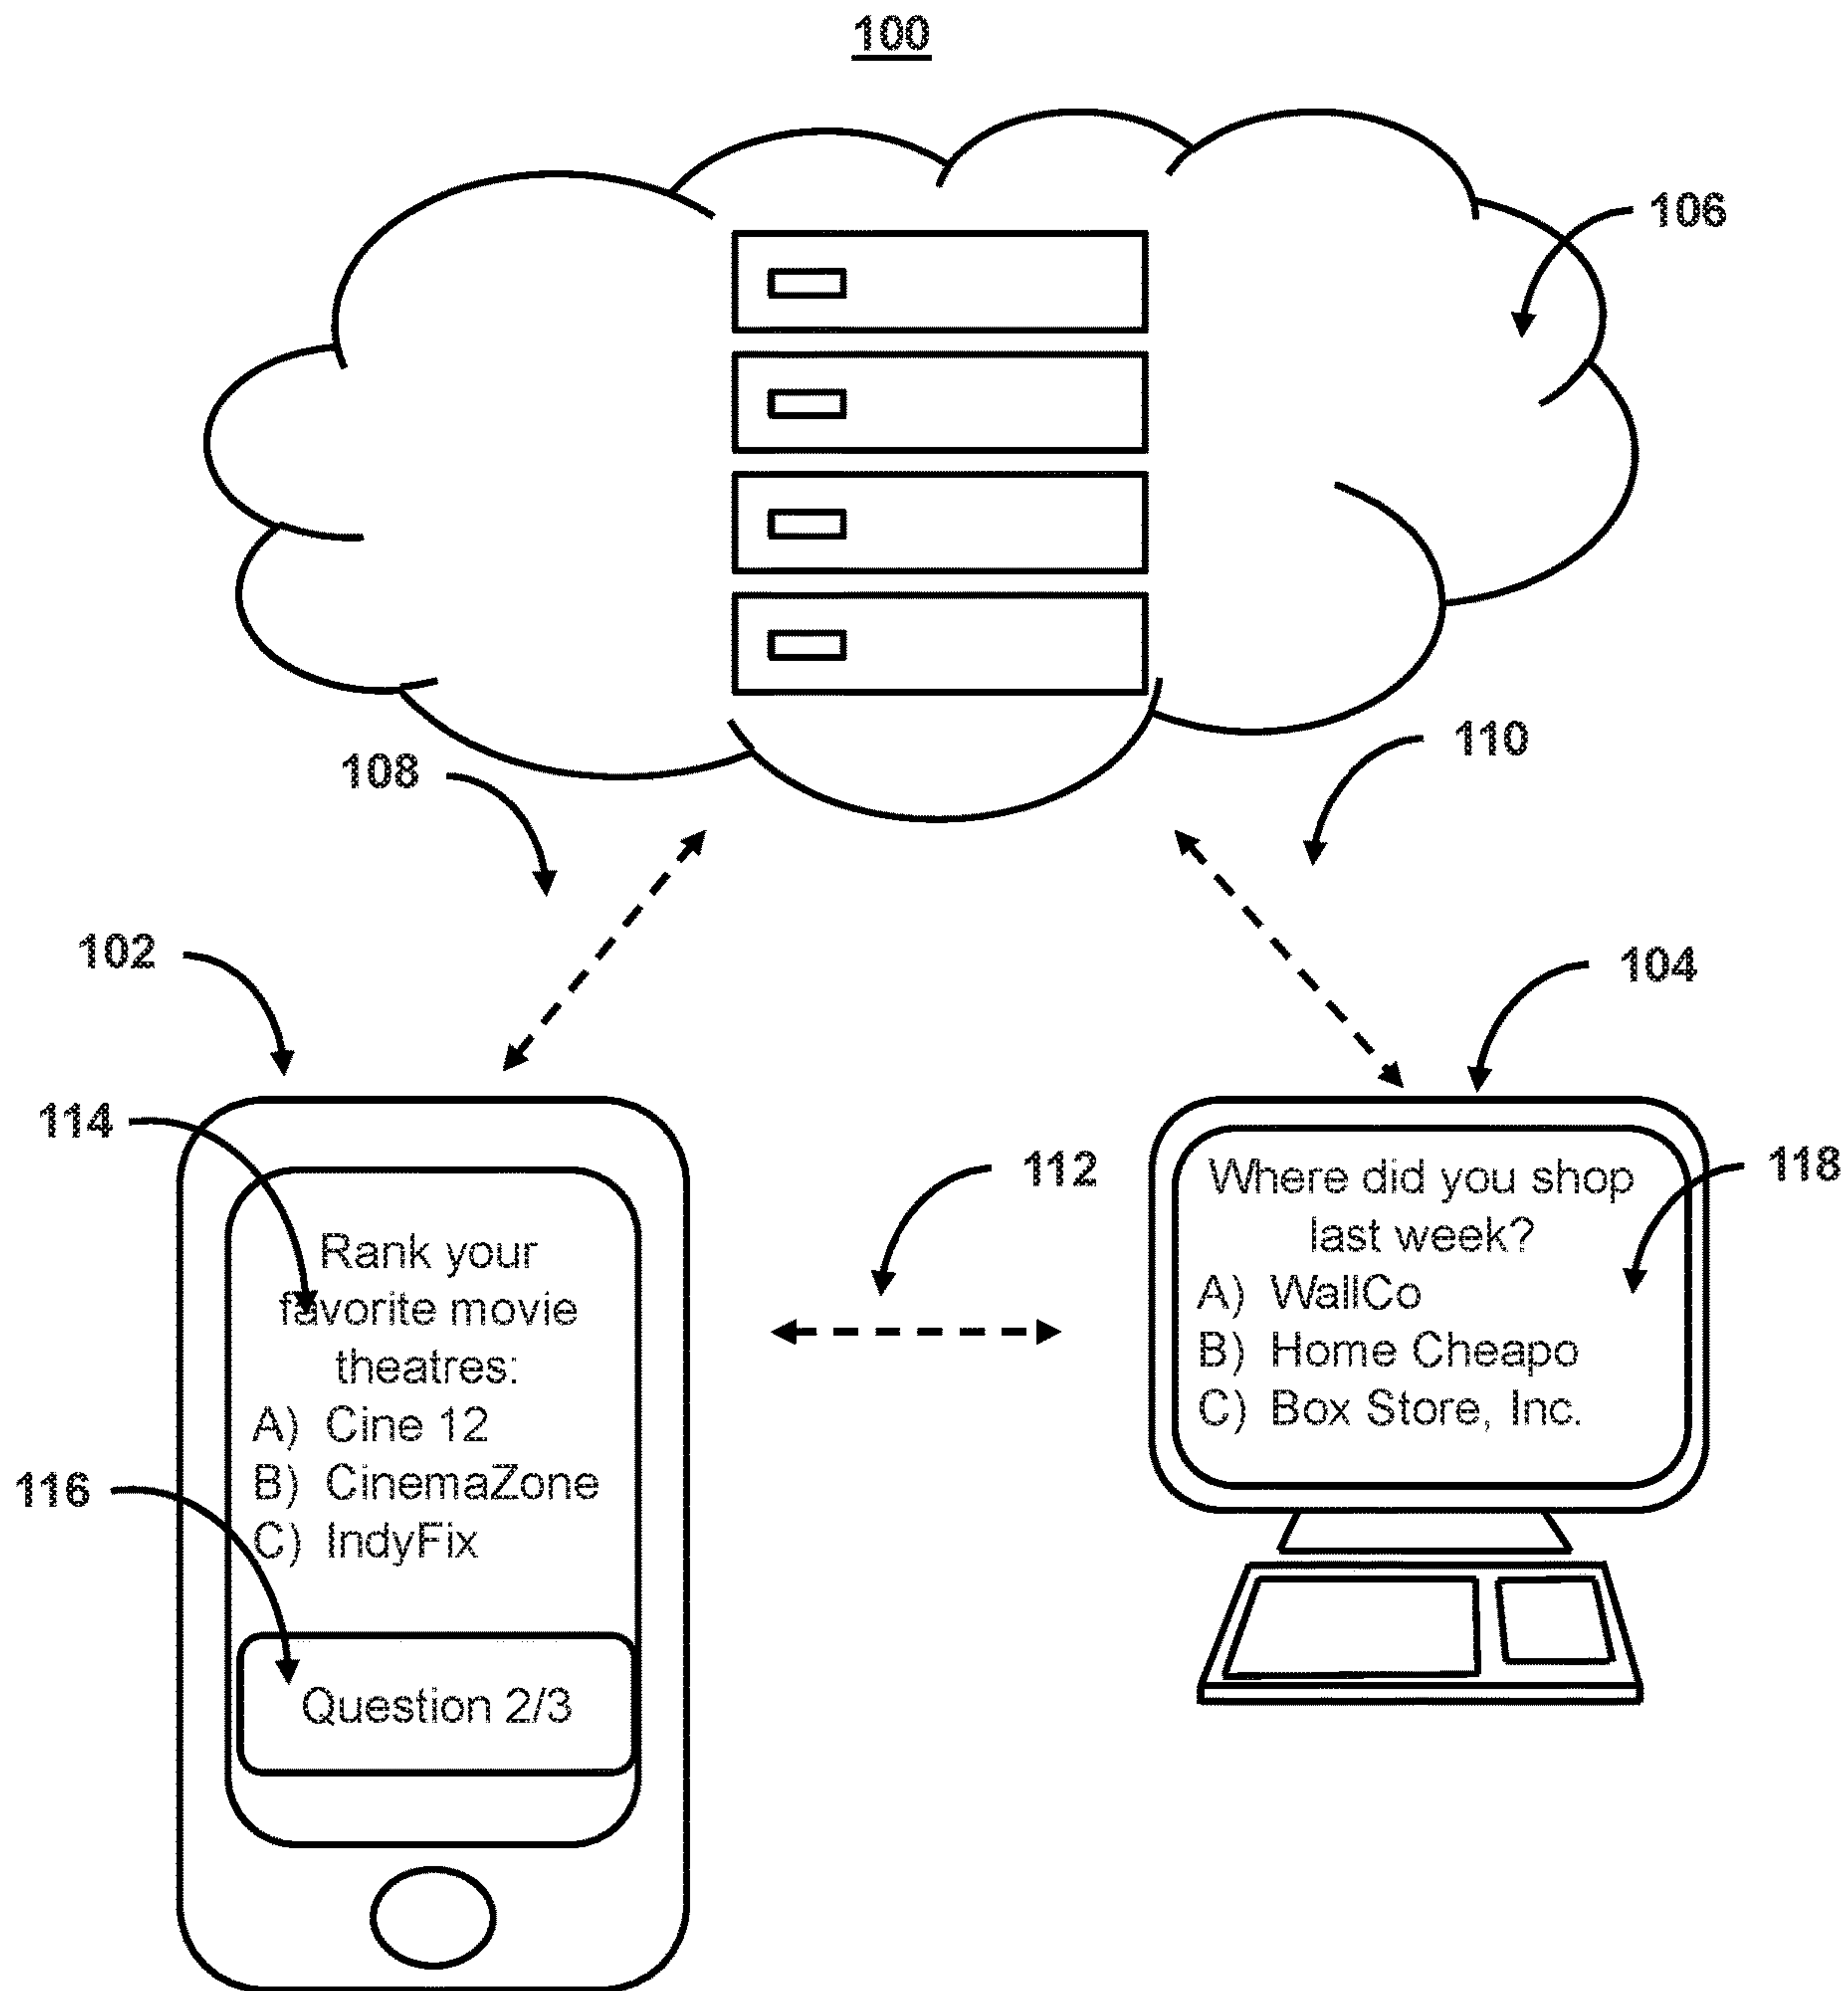 100
106
108
110
102
104
114
112
118
Rank your
favorite movie
theatres:
A) Cine 12
B) CinemaZone
C) IndyFix
116
Question 2/3
Where did you shop
last week?
A) WallCo
B) Home Cheapo
C) Box Store, Inc.